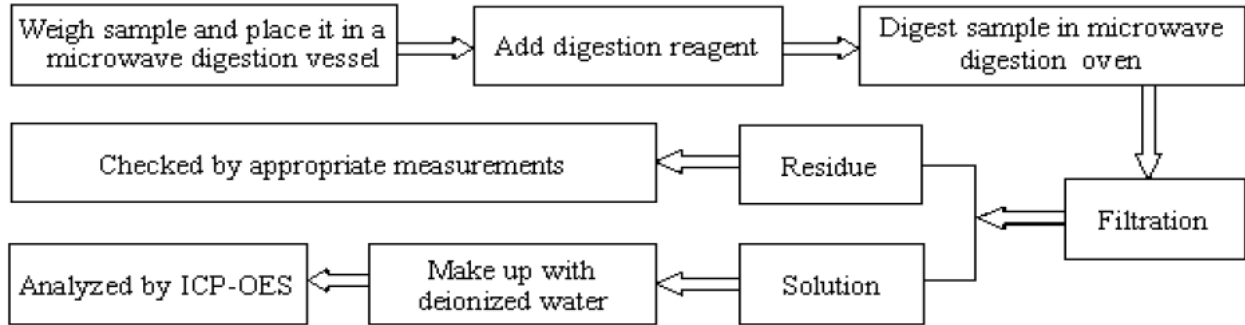 Weigh sample and place it in a
microwave digestion vessel
Add digestion reagent
Digest sample in microwave
digestion oven
Checked by appropriate measurements
Residue
Filtration
Analyzed by ICP-OES
Make up with
deionized water
Solution